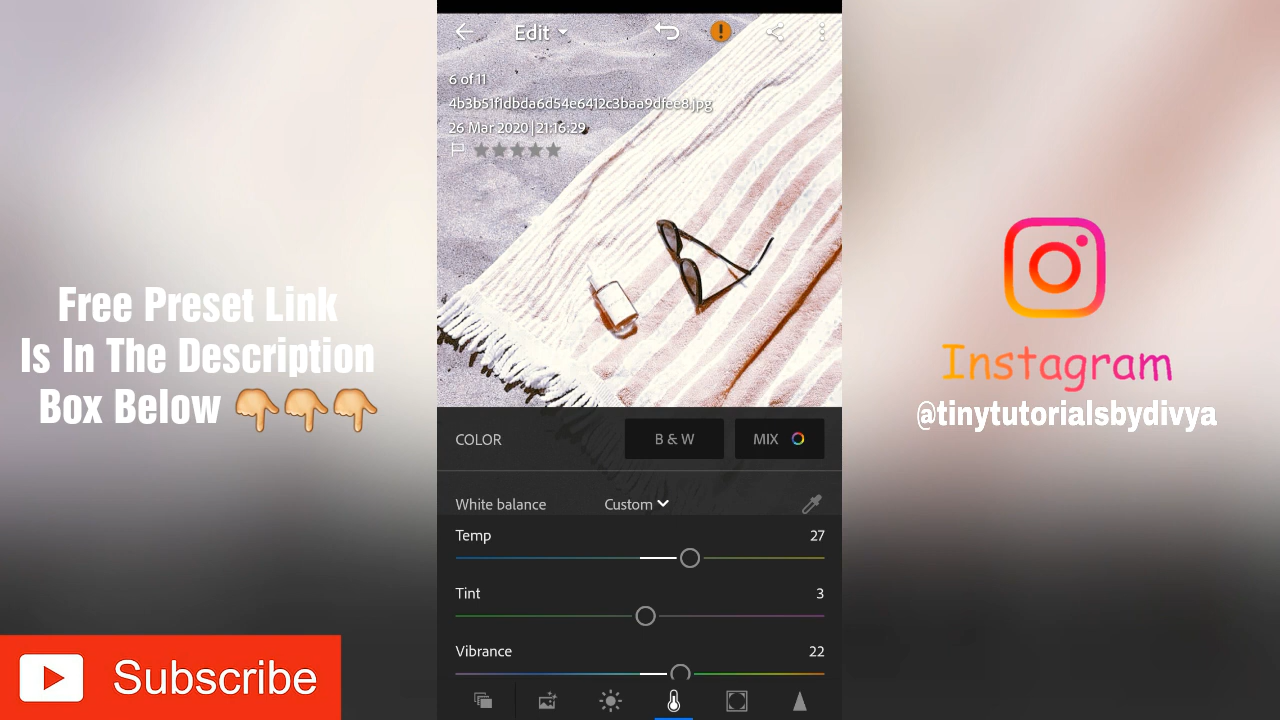 Edit
6 of 11
4b3b51f1dbda6d54e6412c3baa9dfee8.jpg
26 Mar 2020 | 21:16:29
Free Preset Link
Is In The Description
Box Below 👇🏼👇🏼👇🏼
Instagram
@tinytutorialsbydivya
COLOR
B & W
MIX
White balance
Custom
Temp
27
Tint
3
Vibrance
22
Subscribe